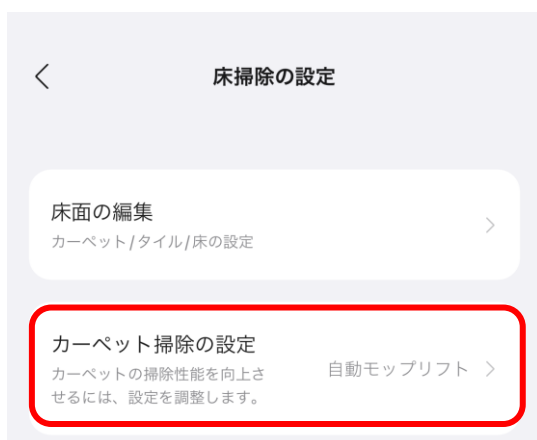 床掃除の設定
床面の編集
カーペット/タイル/床の設定
カーペット掃除の設定
カーペットの掃除性能を向上さ
せるには、設定を調整します。
自動モップリフト